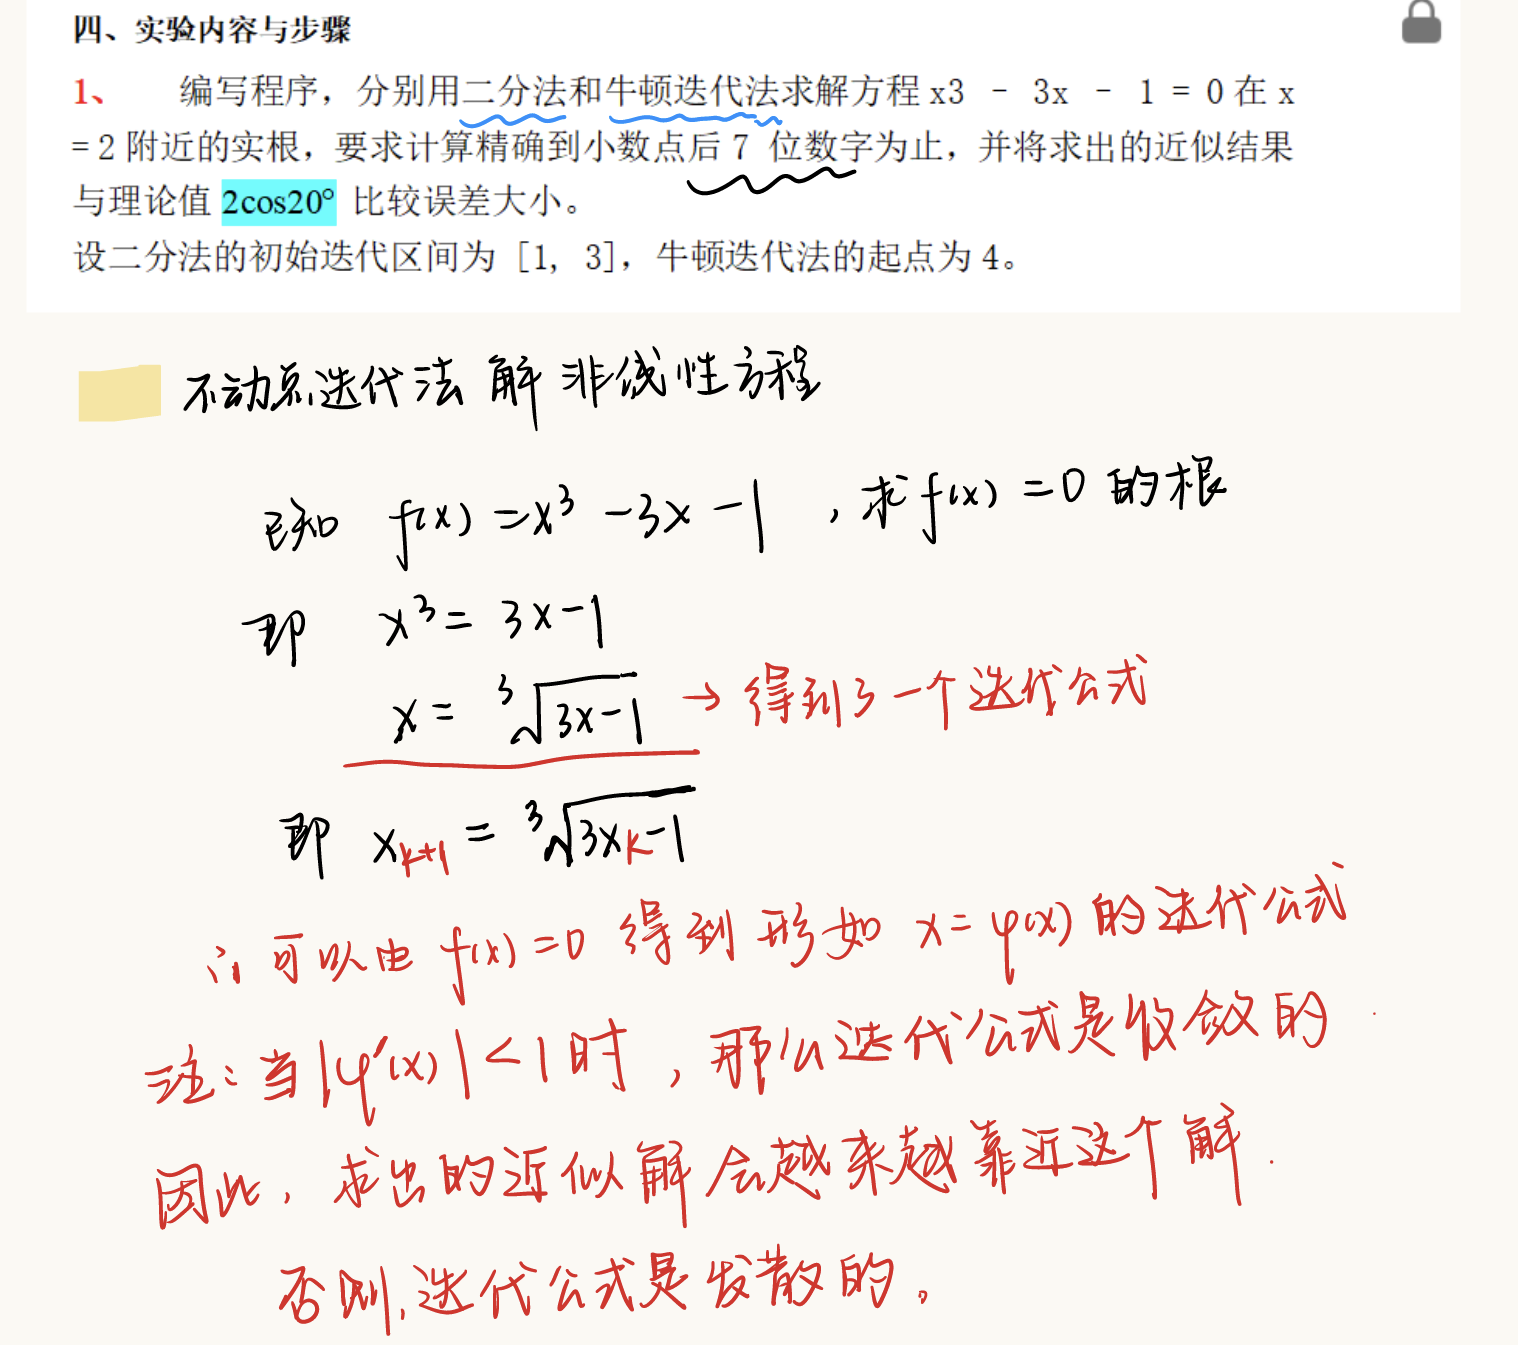 四、实验内容与步骤
1、 编写程序，分别用二分法和牛顿迭代法求解方程 x3 － 3x － 1 = 0 在 x
= 2 附近的实根，要求计算精确到小数点后 7 位数字为止，并将求出的近似结果
与理论值 2cos20° 比较误差大小。
设二分法的初始迭代区间为 [1, 3]，牛顿迭代法的起点为 4。
不动点迭代法 解 非线性方程
已知 f(x) = x³ - 3x - 1 , 求 f(x) = 0 的根
即 x³ = 3x-1
x = ³√3x-1 → 得到了一个迭代公式
即 xₖ₊₁ = ³√3xₖ-1
∴ 可以由 f(x) = 0 得到 形如 x = φ(x) 的迭代公式
注: 当 |φ'(x)| < 1 时 , 那么迭代公式是收敛的
因此, 求出的近似解会越来越靠近这个解.
否则, 迭代公式是发散的。